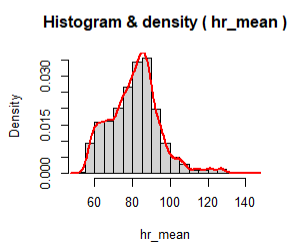 Histogram & density ( hr_mean )
Density
0.000 0.015 0.030
60 80 100 120 140
hr_mean